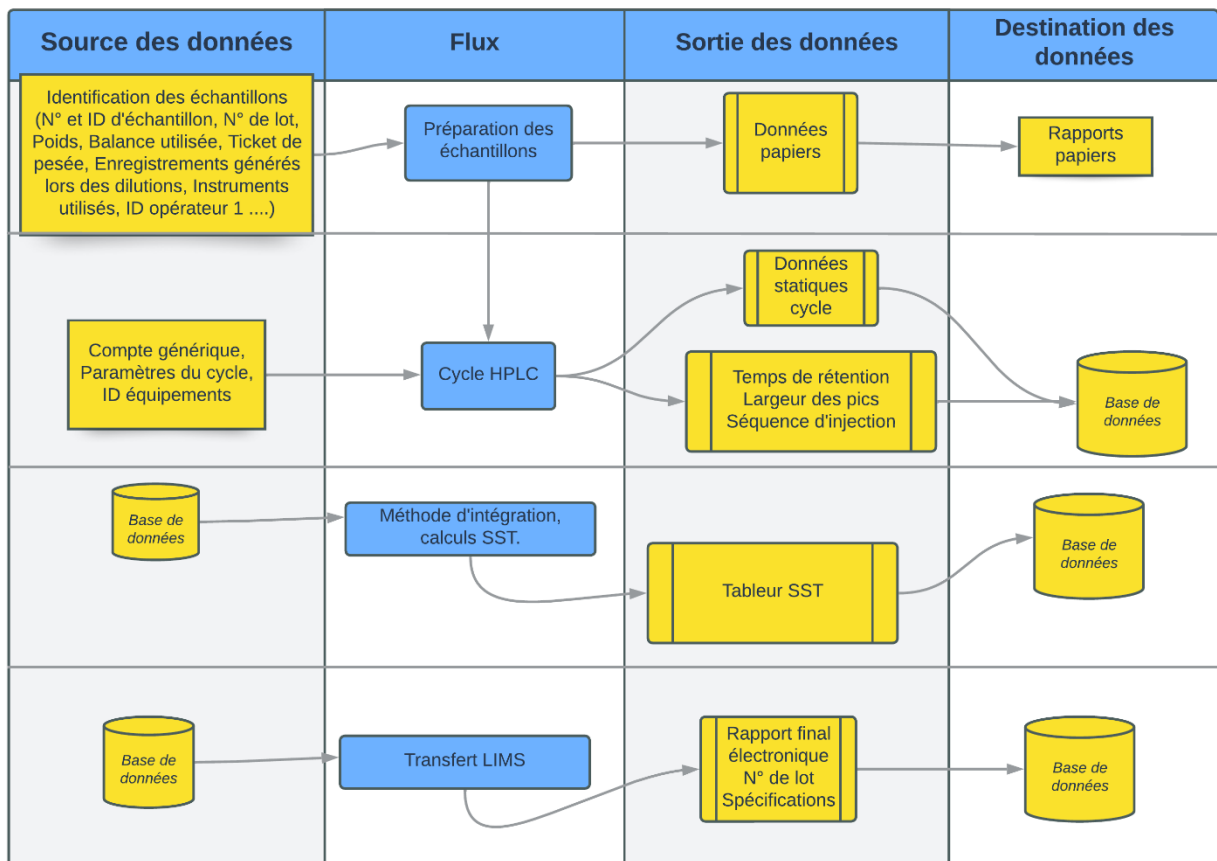 Source des données
Flux
Sortie des données
Destination des
données
Identification des échantillons
(N° et ID d'échantillon, N° de lot,
Poids, Balance utilisée, Ticket de
pesée, Enregistrements générés
lors des dilutions, Instruments
utilisés, ID opérateur 1 ....)
Préparation des
échantillons
Données
papiers
Rapports
papiers
Compte générique,
Paramètres du cycle,
ID équipements
Cycle HPLC
Données
statiques
cycle
Temps de rétention
Largeur des pics
Séquence d'injection
Base de
données
Base de
données
Méthode d'intégration,
calculs SST.
Tableur SST
Base de
données
Base de
données
Transfert LIMS
Rapport final
électronique
N° de lot
Spécifications
Base de
données